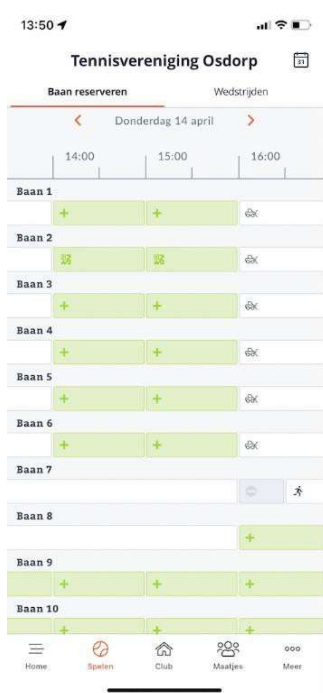 13:50
Tennisvereniging Osdorp
31
Baan reserveren
Wedstrijden
Donderdag 14 april
14:00 15:00 16:00
Baan 1
+ +
Baan 2
Baan 3
+ +
Baan 4
+ +
Baan 5
+ +
Baan 6
+ +
Baan 7
Baan 8
+
Baan 9
+ + +
Baan 10
+ + +
Home Spelen Club Maatjes Meer